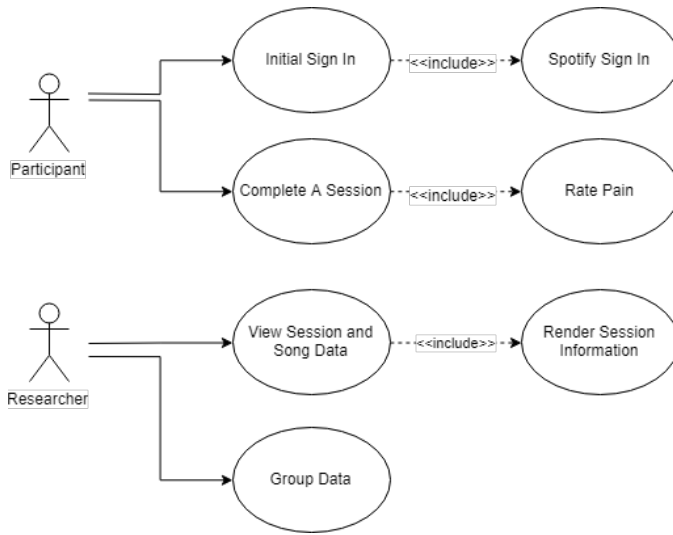 Initial Sign In
<<include>>
Spotify Sign In
Participant
Complete A Session
<<include>>
Rate Pain
View Session and
Song Data
<<include>>
Render Session
Information
Researcher
Group Data